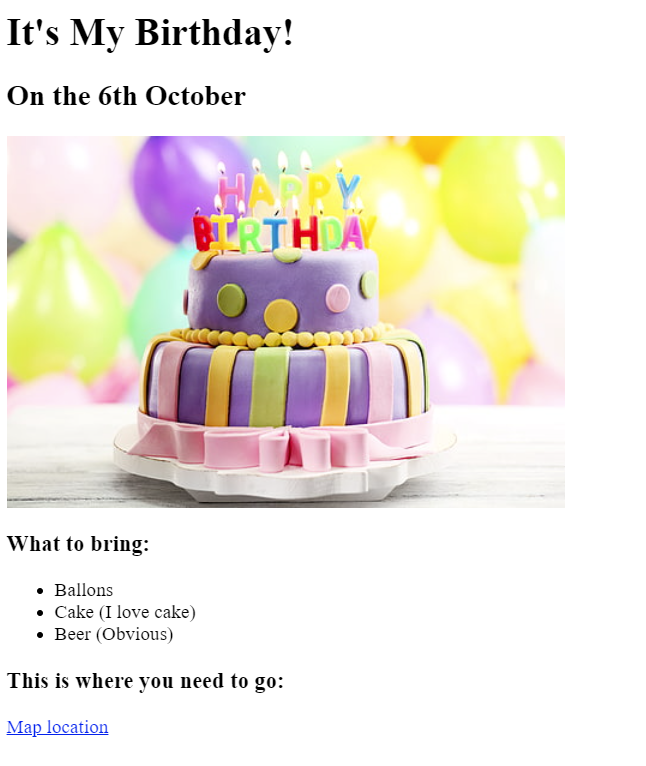 It's My Birthday!
On the 6th October
HAPPY
BIRTHDAY
What to bring:
Ballons
Cake (I love cake)
Beer (Obvious)
This is where you need to go:
Map location